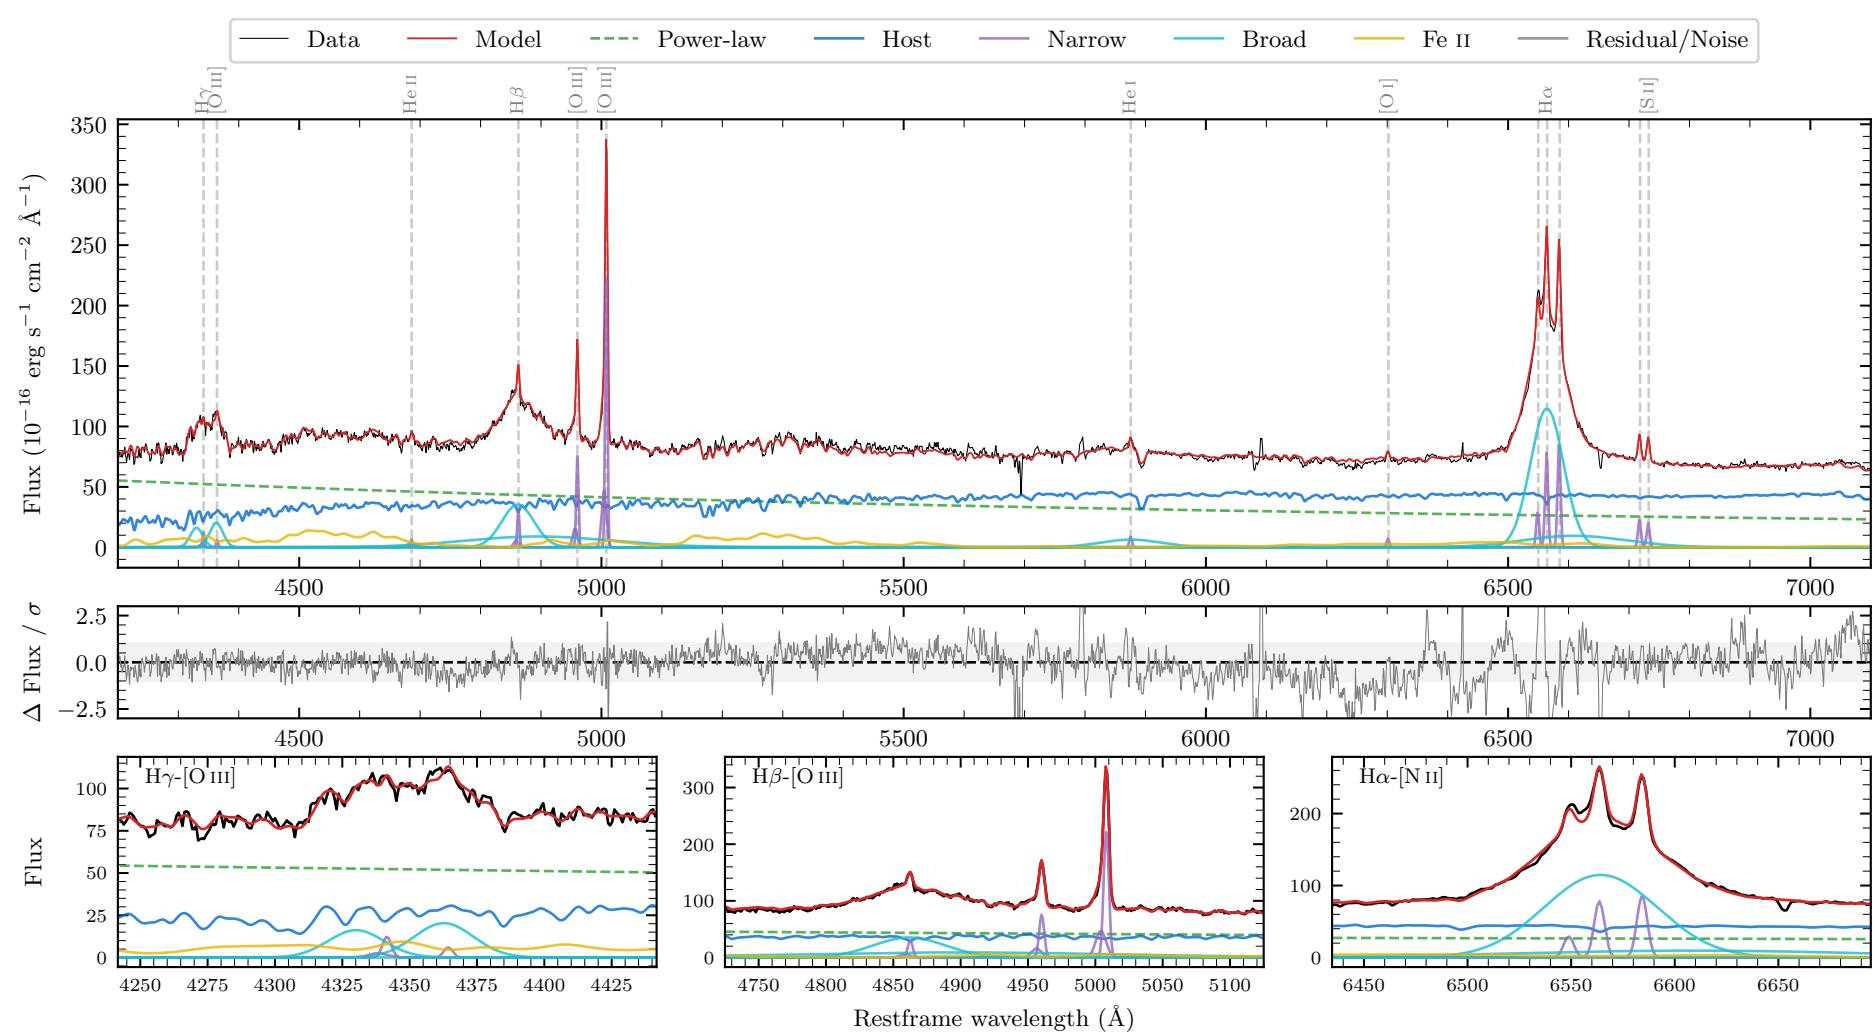 Data Model Power-law Host Narrow Broad Fe II Residual/Noise
Hγ [O III] He II Hβ [O III] [O III] He I [O I] Hα [S II]
Flux (10⁻¹⁶ erg s⁻¹ cm⁻² Å⁻¹)
350
300
250
200
150
100
50
0
4500 5000 5500 6000 6500 7000
Δ Flux / σ
2.5
0.0
−2.5
4500 5000 5500 6000 6500 7000
Flux
Hγ-[O III]
100
75
50
25
0
4250 4275 4300 4325 4350 4375 4400 4425
Hβ-[O III]
300
200
100
0
4750 4800 4850 4900 4950 5000 5050 5100
Hα-[N II]
200
100
0
6450 6500 6550 6600 6650
Restframe wavelength (Å)